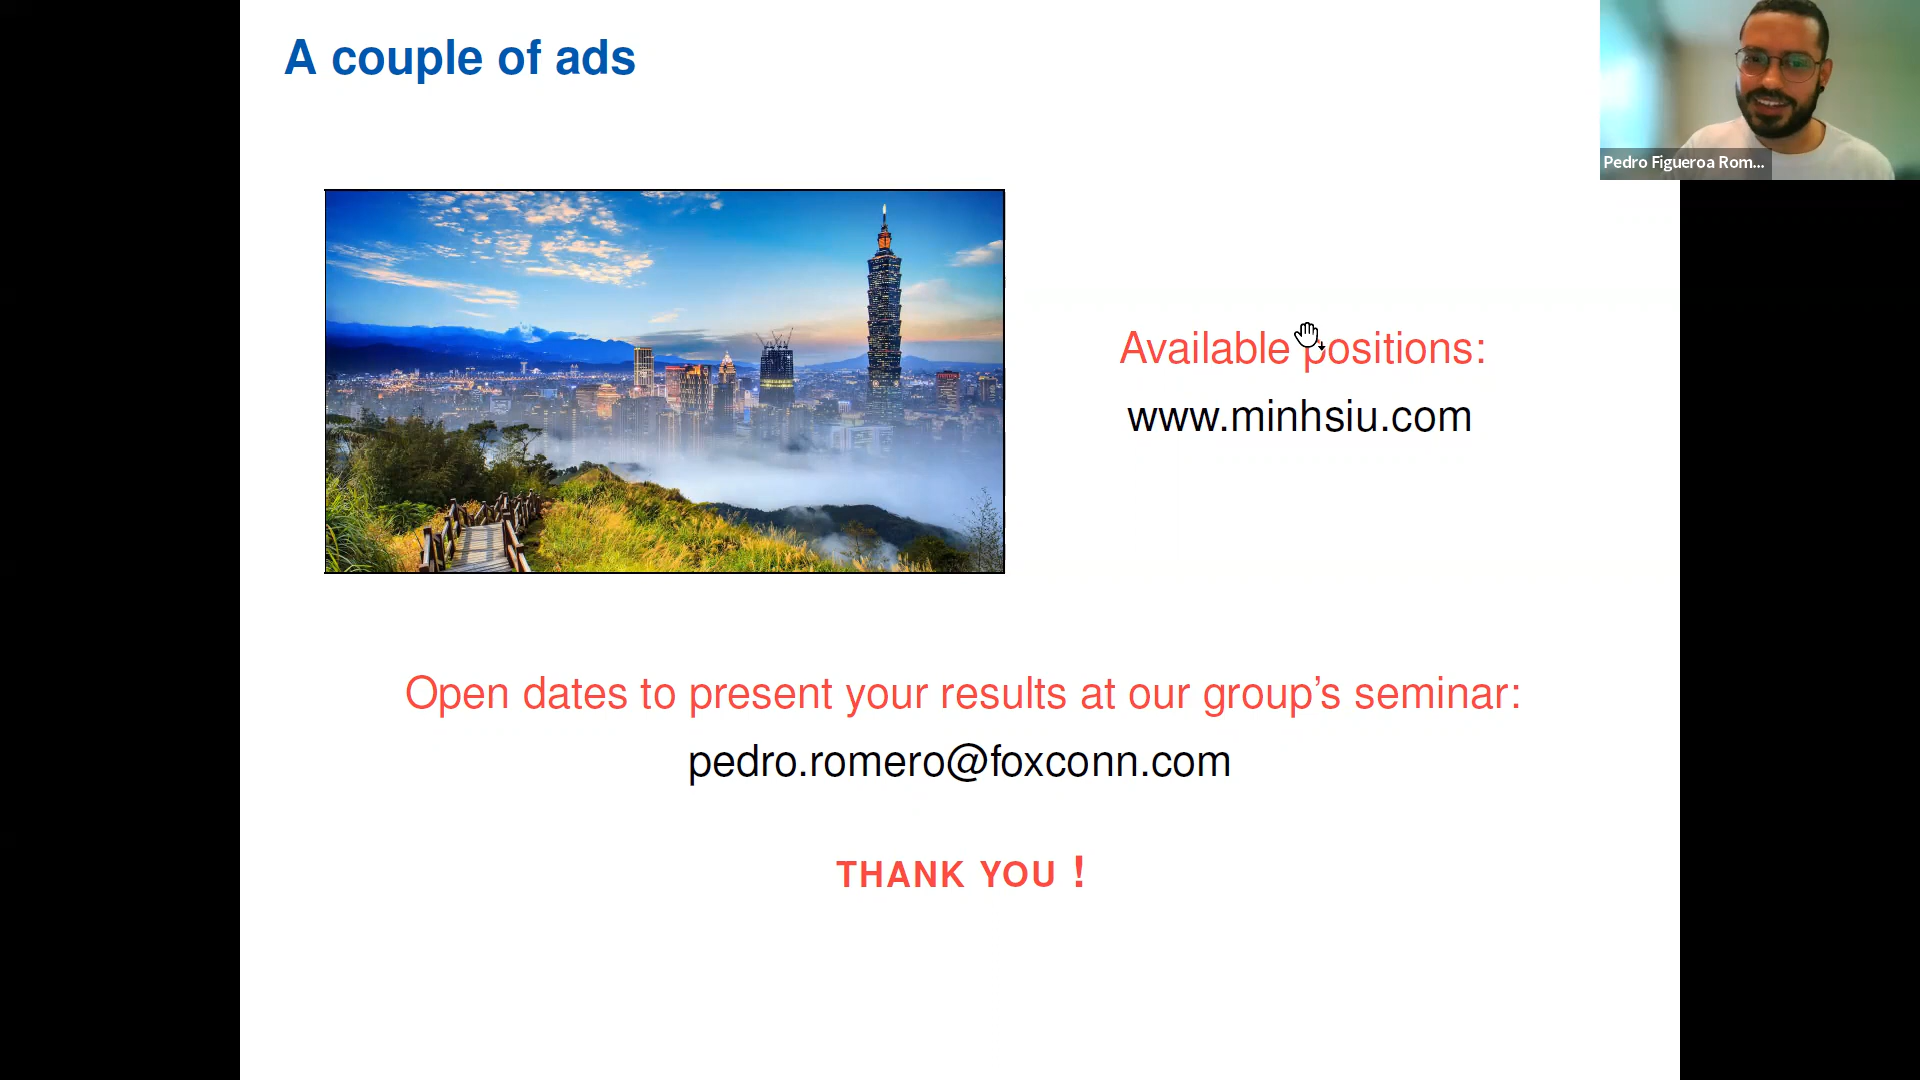 A couple of ads
Pedro Figueroa Rom...
Available positions:
www.minhsiu.com
Open dates to present your results at our group’s seminar:
pedro.romero@foxconn.com
THANK YOU !